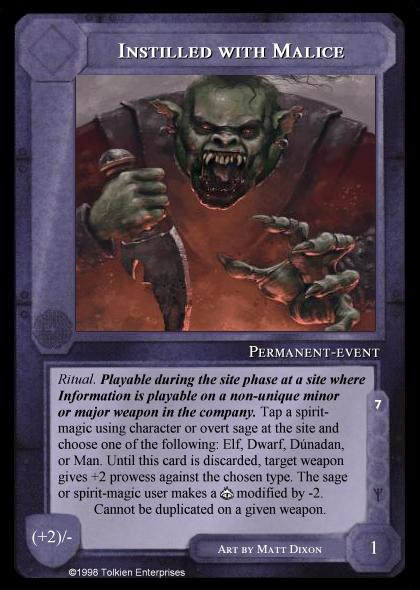 INSTILLED WITH MALICE
PERMANENT-EVENT
Ritual. Playable during the site phase at a site where
Information is playable on a non-unique minor
or major weapon in the company. Tap a spirit-
magic using character or overt sage at the site and
choose one of the following: Elf, Dwarf, Dúnadan,
or Man. Until this card is discarded, target weapon
gives +2 prowess against the chosen type. The sage
or spirit-magic user makes a modified by -2.
Cannot be duplicated on a given weapon.
7
(+2)/-
ART BY MATT DIXON
1
©1998 Tolkien Enterprises